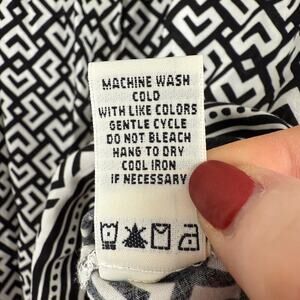 MACHINE WASH
COLD
WITH LIKE COLORS
GENTLE CYCLE
DO NOT BLEACH
HANG TO DRY
COOL IRON
IF NECESSARY